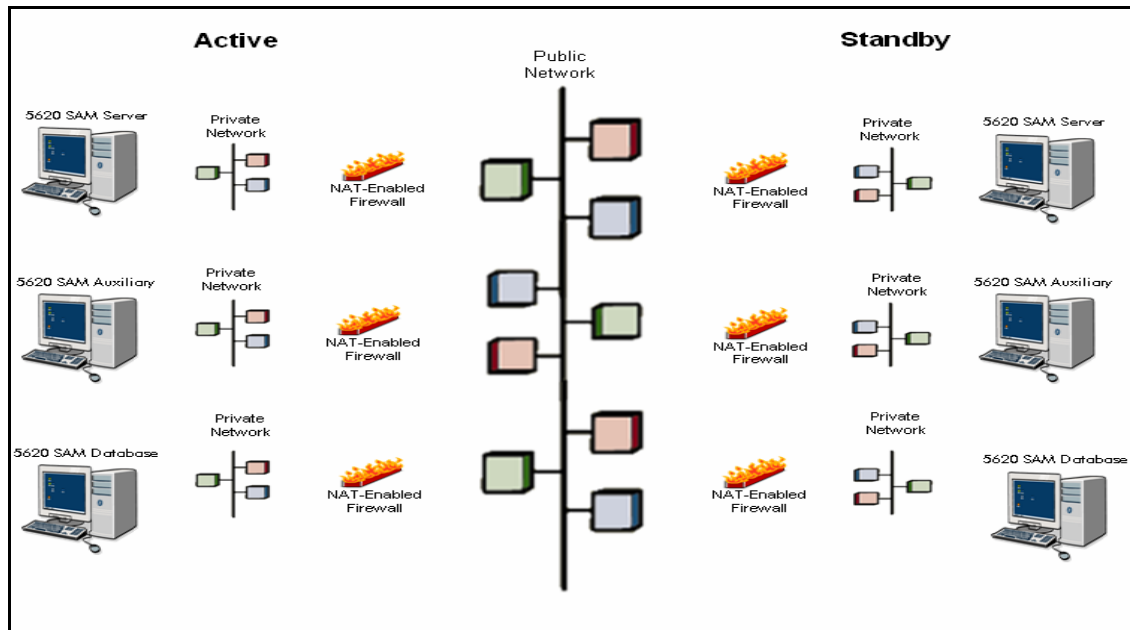 Active
Public
Network
Standby
5620 SAM Server
Private
Network
NAT-Enabled
Firewall
NAT-Enabled
Firewall
Private
Network
5620 SAM Server
5620 SAM Auxiliary
Private
Network
NAT-Enabled
Firewall
NAT-Enabled
Firewall
Private
Network
5620 SAM Auxiliary
5620 SAM Database
Private
Network
NAT-Enabled
Firewall
NAT-Enabled
Firewall
Private
Network
5620 SAM Database